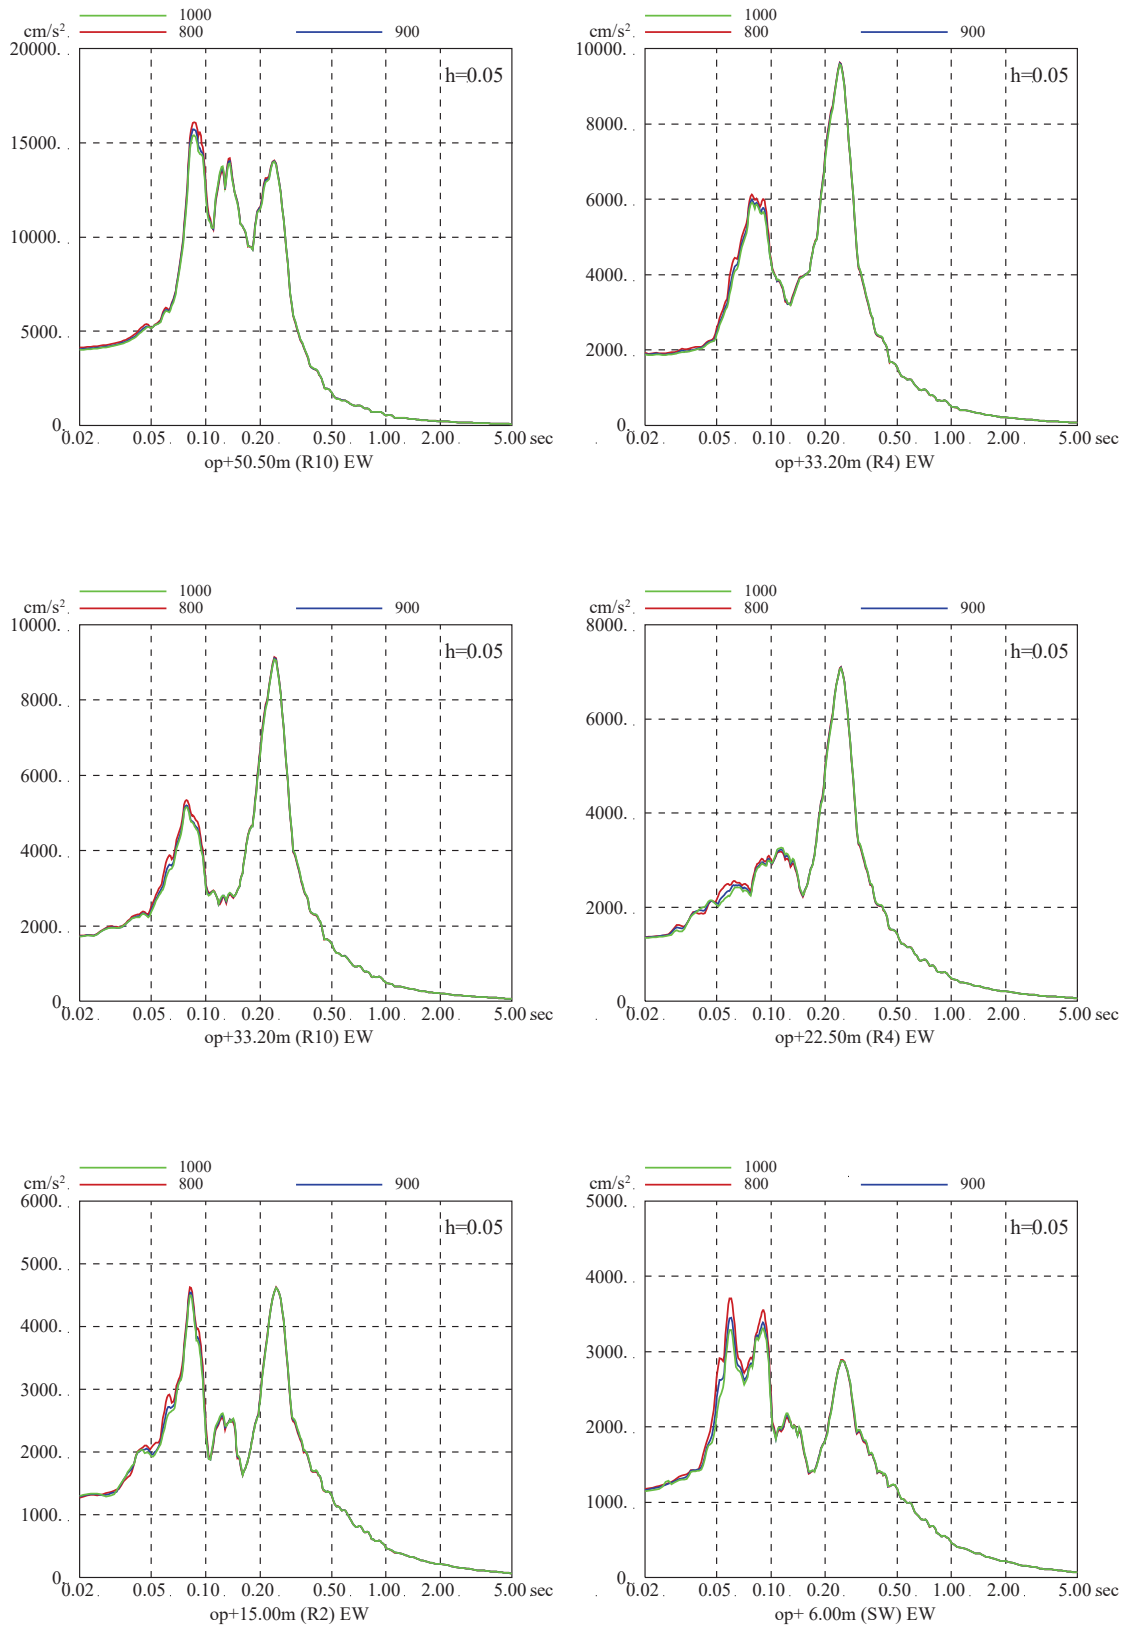 1000
cm/s². 800 900
20000.
h=0.05
15000.
10000.
5000.
0.
0.02 0.05 0.10 0.20 0.50 1.00 2.00 5.00 sec
op+50.50m (R10) EW
1000
cm/s². 800 900
10000.
h=0.05
8000.
6000.
4000.
2000.
0.
0.02 0.05 0.10 0.20 0.50 1.00 2.00 5.00 sec
op+33.20m (R4) EW
1000
cm/s². 800 900
10000.
h=0.05
8000.
6000.
4000.
2000.
0.
0.02 0.05 0.10 0.20 0.50 1.00 2.00 5.00 sec
op+33.20m (R10) EW
1000
cm/s². 800 900
8000.
h=0.05
6000.
4000.
2000.
0.
0.02 0.05 0.10 0.20 0.50 1.00 2.00 5.00 sec
op+22.50m (R4) EW
1000
cm/s². 800 900
6000.
h=0.05
5000.
4000.
3000.
2000.
1000.
0.
0.02 0.05 0.10 0.20 0.50 1.00 2.00 5.00 sec
op+15.00m (R2) EW
1000
cm/s². 800 900
5000.
h=0.05
4000.
3000.
2000.
1000.
0.
0.02 0.05 0.10 0.20 0.50 1.00 2.00 5.00 sec
op+ 6.00m (SW) EW